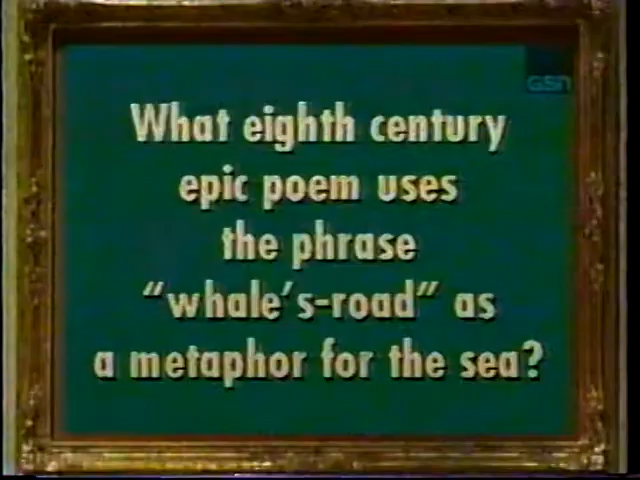 GSN
What eighth century
epic poem uses
the phrase
“whale’s-road” as
a metaphor for the sea?